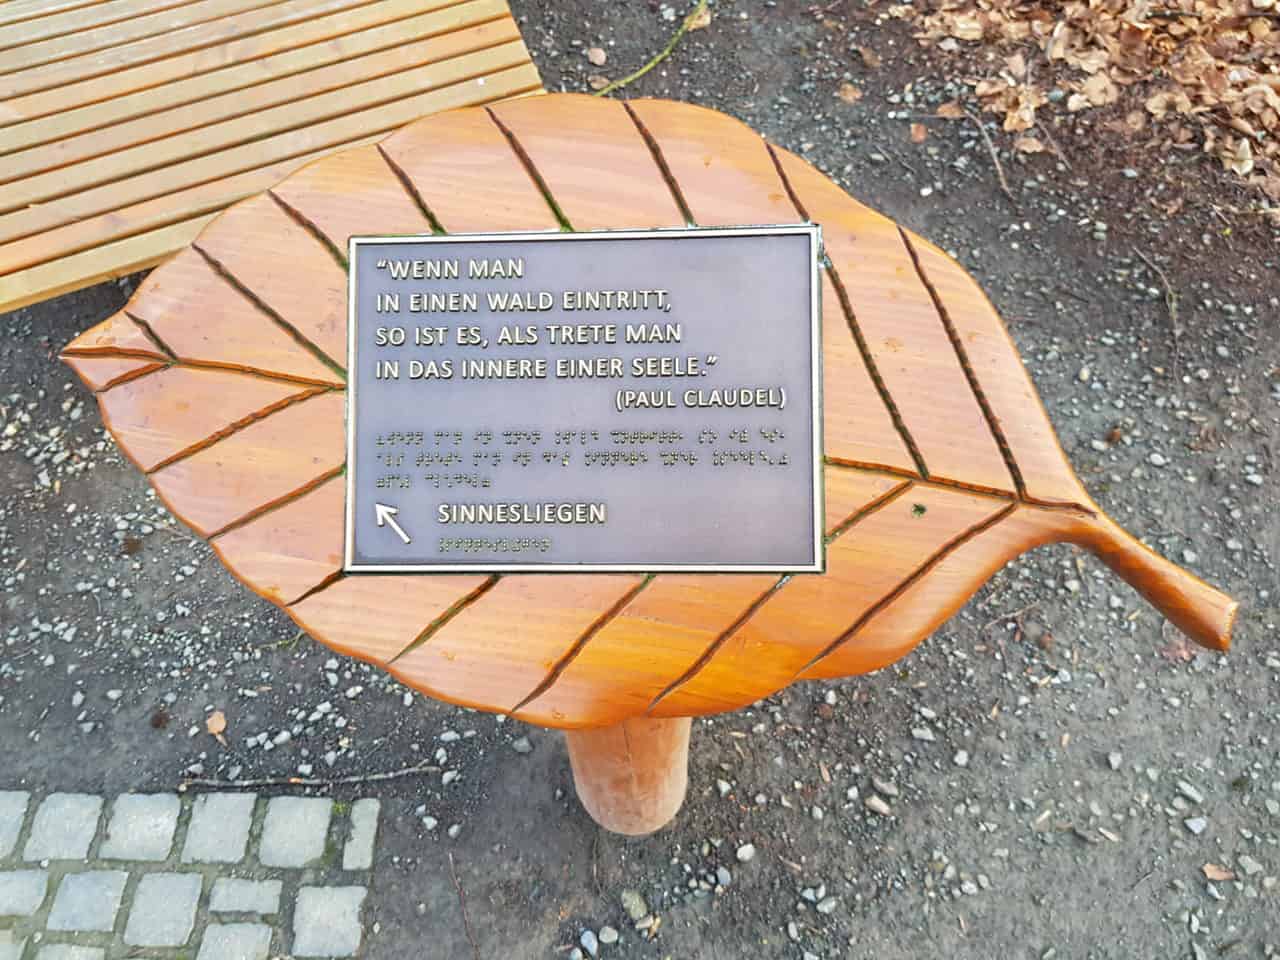 “WENN MAN
IN EINEN WALD EINTRITT,
SO IST ES, ALS TRETE MAN
IN DAS INNERE EINER SEELE.”
(PAUL CLAUDEL)
SINNESLIEGEN